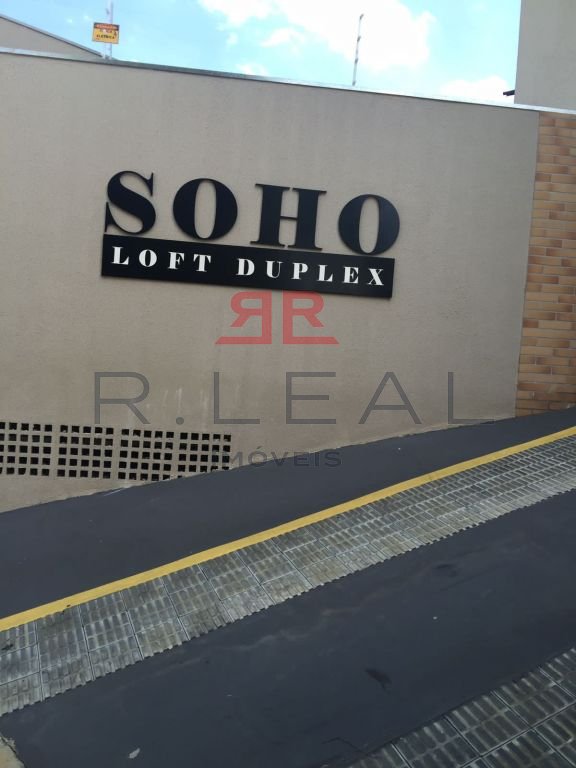 SOHO
LOFT DUPLEX
RR
R.LEAL
IMÓVEIS